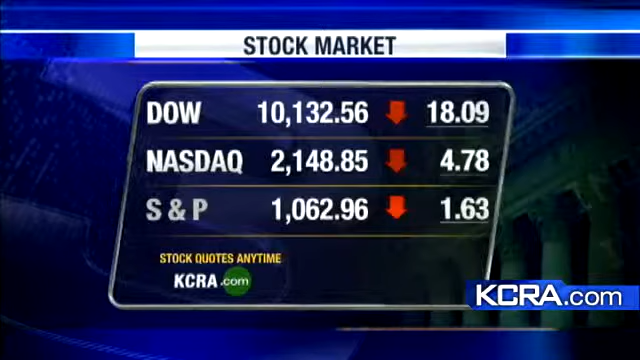 STOCK MARKET
DOW 10,132.56 18.09
NASDAQ 2,148.85 4.78
S & P 1,062.96 1.63
STOCK QUOTES ANYTIME
KCRA.com
KCRA.com